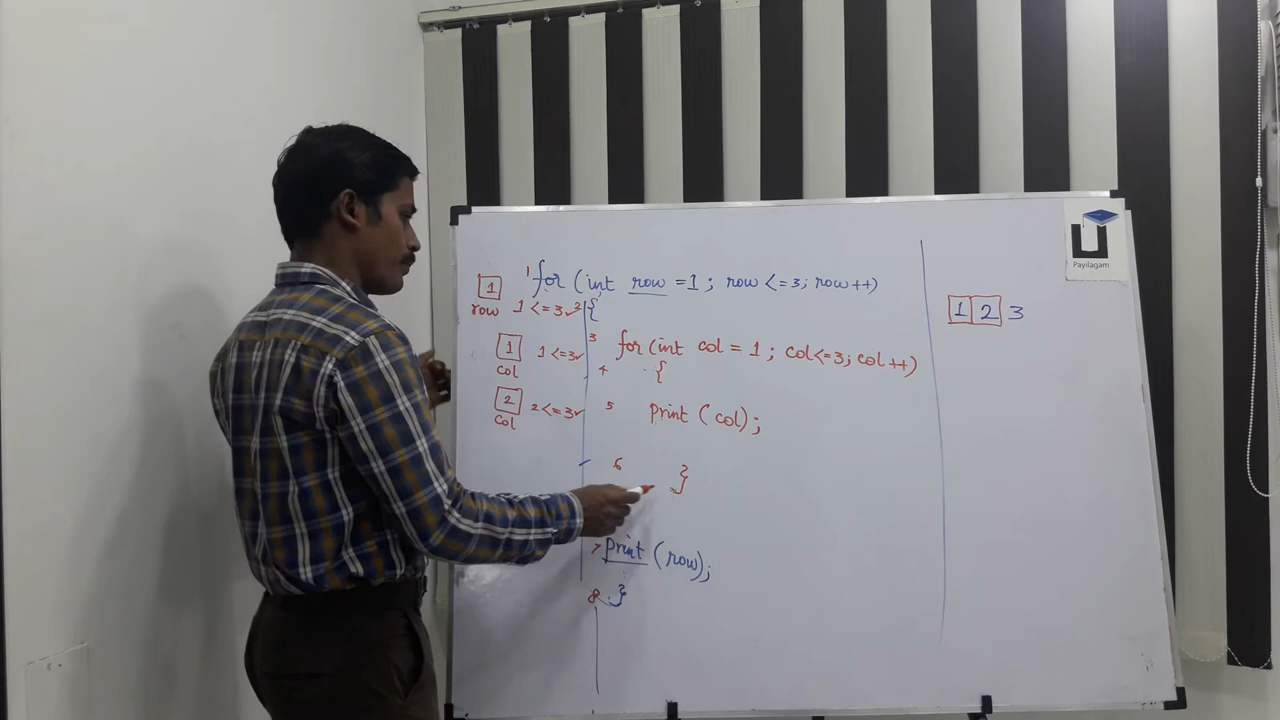 1 for (int row = 1 ; row <= 3; row ++)
1
row 1 <= 3 ✓ 2 {
3 for (int col = 1 ; col <= 3; col ++)
1 1 <= 3 ✓
col
4 {
2 2 <= 3 ✓
col
5 print (col);
6 }
7 print (row);
8 }
1 2 3
Payilagam